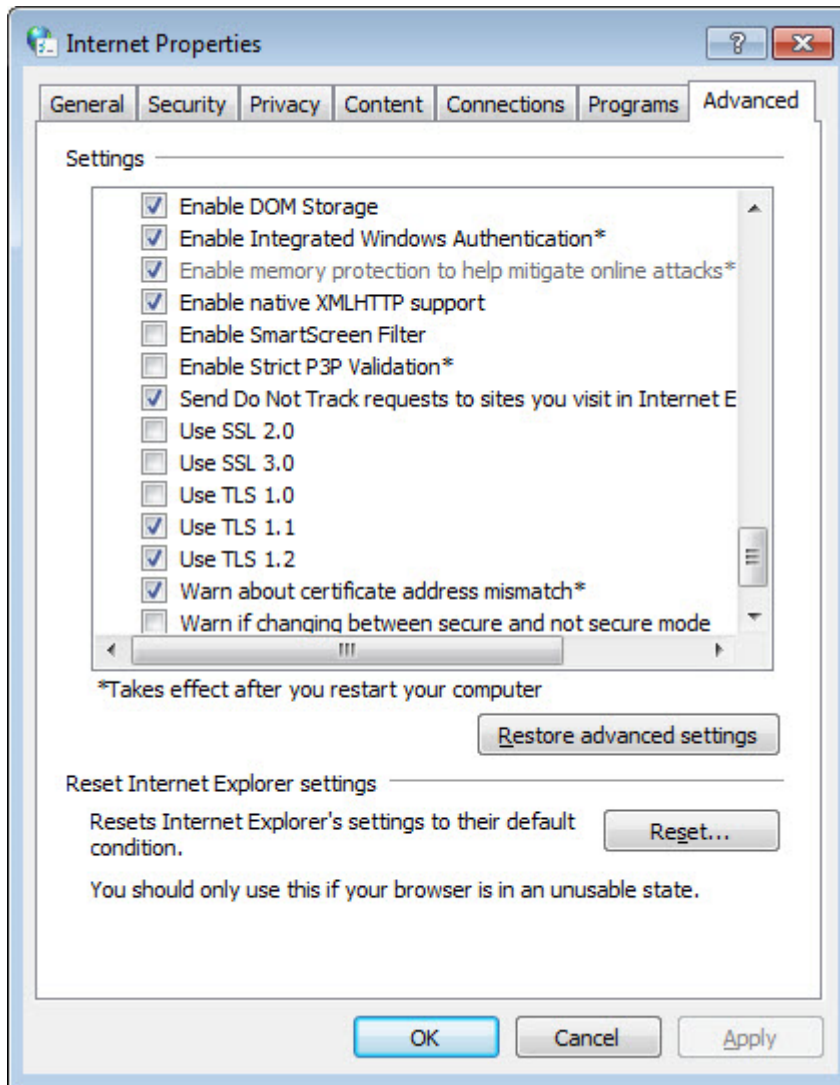 Internet Properties
General Security Privacy Content Connections Programs Advanced
Settings
Enable DOM Storage
Enable Integrated Windows Authentication*
Enable memory protection to help mitigate online attacks*
Enable native XMLHTTP support
Enable SmartScreen Filter
Enable Strict P3P Validation*
Send Do Not Track requests to sites you visit in Internet E
Use SSL 2.0
Use SSL 3.0
Use TLS 1.0
Use TLS 1.1
Use TLS 1.2
Warn about certificate address mismatch*
Warn if changing between secure and not secure mode
*Takes effect after you restart your computer
Restore advanced settings
Reset Internet Explorer settings
Resets Internet Explorer's settings to their default
condition.
Reset...
You should only use this if your browser is in an unusable state.
OK Cancel Apply